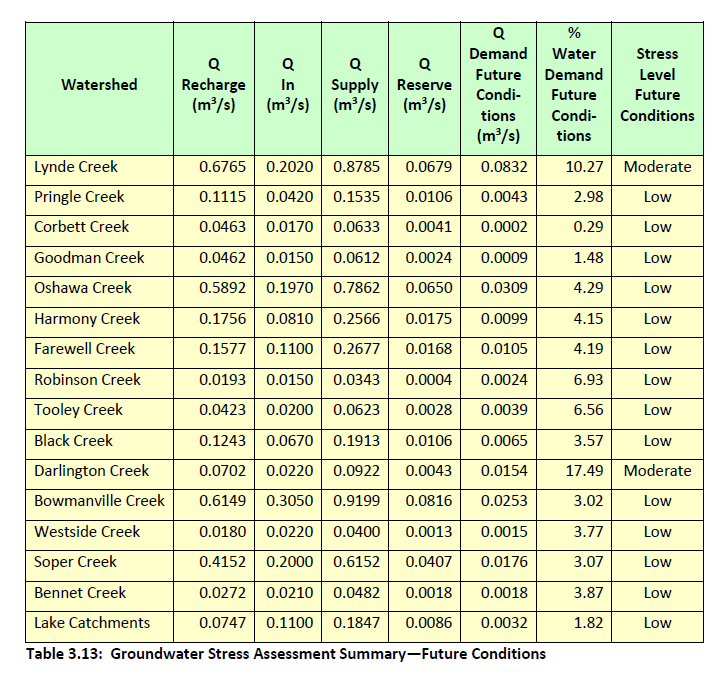 Watershed Q Recharge (m³/s) Q In (m³/s) Q Supply (m³/s) Q Reserve (m³/s) Q Demand Future Condi-tions (m³/s) % Water Demand Future Condi-tions Stress Level Future Conditions
Lynde Creek 0.6765 0.2020 0.8785 0.0679 0.0832 10.27 Moderate
Pringle Creek 0.1115 0.0420 0.1535 0.0106 0.0043 2.98 Low
Corbett Creek 0.0463 0.0170 0.0633 0.0041 0.0002 0.29 Low
Goodman Creek 0.0462 0.0150 0.0612 0.0024 0.0009 1.48 Low
Oshawa Creek 0.5892 0.1970 0.7862 0.0650 0.0309 4.29 Low
Harmony Creek 0.1756 0.0810 0.2566 0.0175 0.0099 4.15 Low
Farewell Creek 0.1577 0.1100 0.2677 0.0168 0.0105 4.19 Low
Robinson Creek 0.0193 0.0150 0.0343 0.0004 0.0024 6.93 Low
Tooley Creek 0.0423 0.0200 0.0623 0.0028 0.0039 6.56 Low
Black Creek 0.1243 0.0670 0.1913 0.0106 0.0065 3.57 Low
Darlington Creek 0.0702 0.0220 0.0922 0.0043 0.0154 17.49 Moderate
Bowmanville Creek 0.6149 0.3050 0.9199 0.0816 0.0253 3.02 Low
Westside Creek 0.0180 0.0220 0.0400 0.0013 0.0015 3.77 Low
Soper Creek 0.4152 0.2000 0.6152 0.0407 0.0176 3.07 Low
Bennet Creek 0.0272 0.0210 0.0482 0.0018 0.0018 3.87 Low
Lake Catchments 0.0747 0.1100 0.1847 0.0086 0.0032 1.82 Low
Table 3.13: Groundwater Stress Assessment Summary—Future Conditions